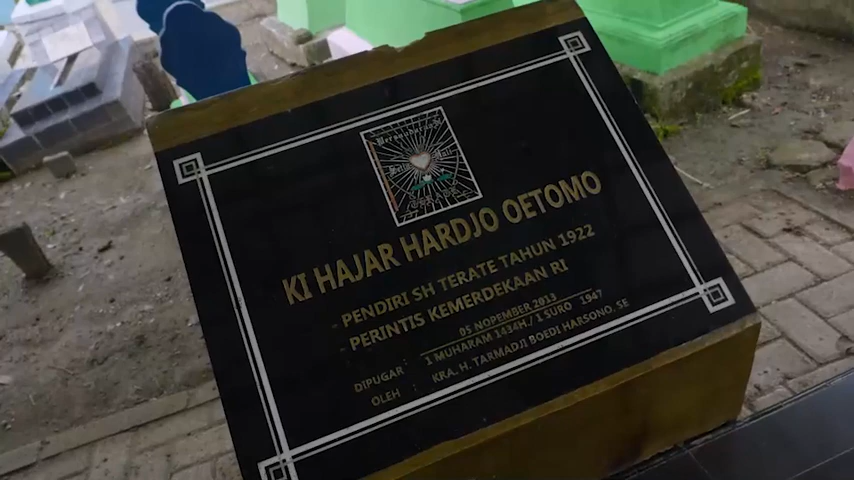 Persaudaraan
KI HAJAR HARDJO OETOMO
- PENDIRI SH TERATE TAHUN 1922
- PERINTIS KEMERDEKAAN RI
05 NOPEMBER 2013
DIPUGAR : 1 MUHARAM 1434H/ 1 SURO 1947
OLEH : KRA. H. TARMADJI BOEDI HARSONO, SE